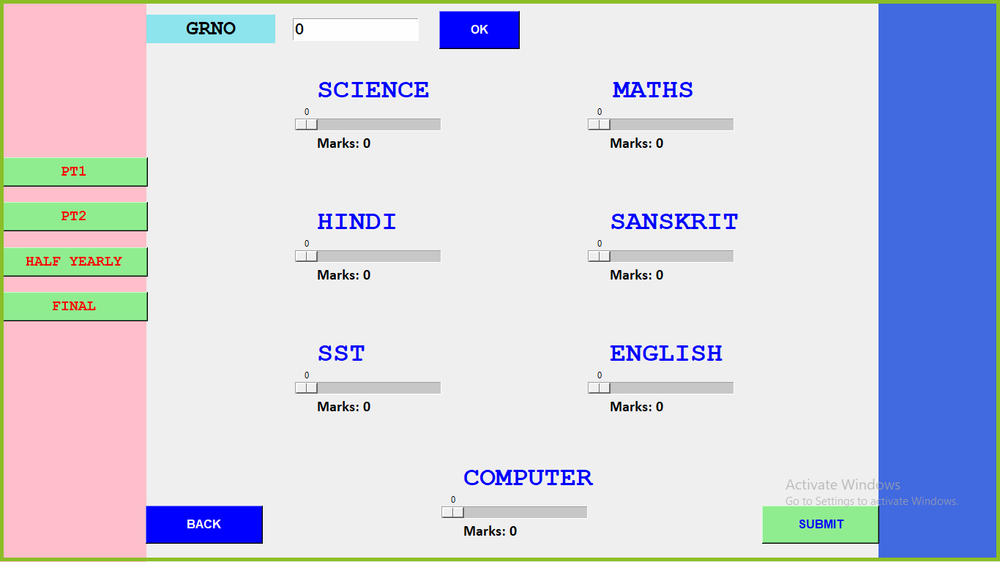 GRNO
0
OK
SCIENCE
0
Marks: 0
MATHS
0
Marks: 0
PT1
PT2
HALF YEARLY
FINAL
HINDI
0
Marks: 0
SANSKRIT
0
Marks: 0
SST
0
Marks: 0
ENGLISH
0
Marks: 0
COMPUTER
0
Marks: 0
BACK
Activate Windows
Go to Settings to activate Windows.
SUBMIT